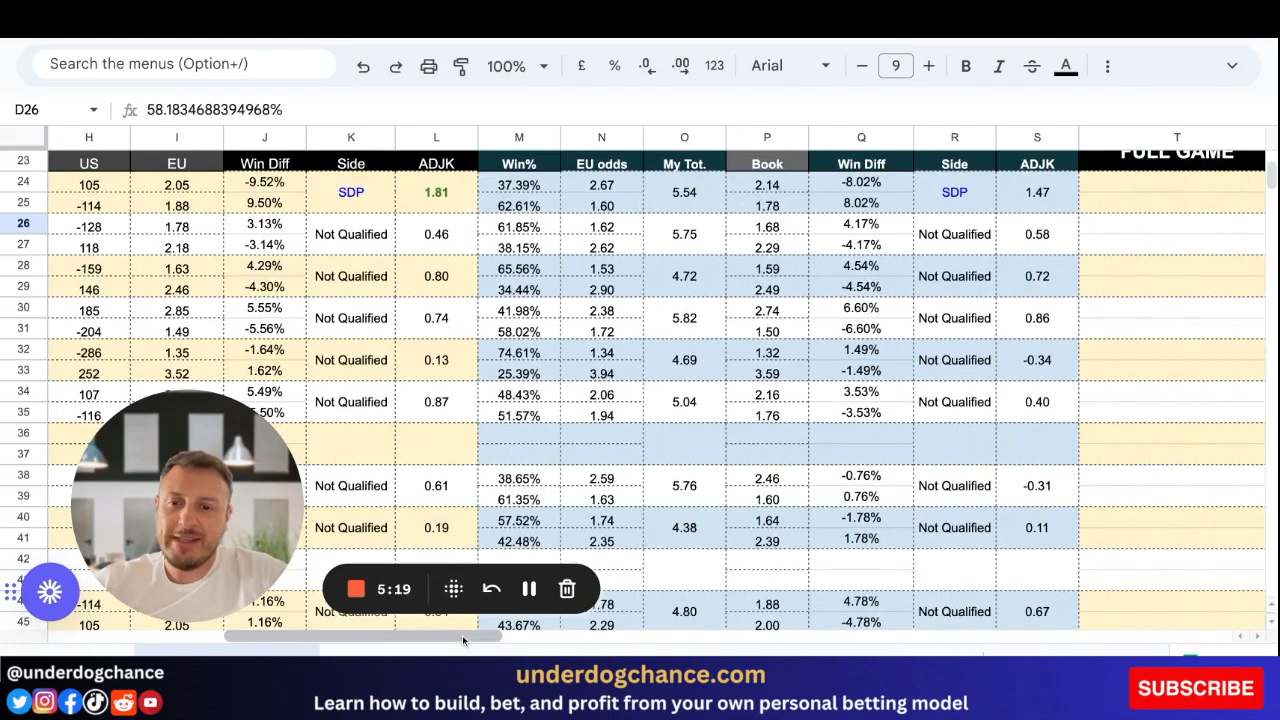 Search the menus (Option+/)
100%
£
%
.0
.00
123
Arial
9
B
I
A
D26
fx
58.1834688394968%
H I J K L M N O P Q R S T
23 US EU Win Diff Side ADJK Win% EU odds My Tot. Book Win Diff Side ADJK FULL GAME
24 105 2.05 -9.52% SDP 1.81 37.39% 2.67 5.54 2.14 -8.02% SDP 1.47
25 -114 1.88 9.50% 62.61% 1.60 1.78 8.02%
26 -128 1.78 3.13% Not Qualified 0.46 61.85% 1.62 5.75 1.68 4.17% Not Qualified 0.58
27 118 2.18 -3.14% 38.15% 2.62 2.29 -4.17%
28 -159 1.63 4.29% Not Qualified 0.80 65.56% 1.53 4.72 1.59 4.54% Not Qualified 0.72
29 146 2.46 -4.30% 34.44% 2.90 2.49 -4.54%
30 185 2.85 5.55% Not Qualified 0.74 41.98% 2.38 5.82 2.74 6.60% Not Qualified 0.86
31 -204 1.49 -5.56% 58.02% 1.72 1.50 -6.60%
32 -286 1.35 -1.64% Not Qualified 0.13 74.61% 1.34 4.69 1.32 1.49% Not Qualified -0.34
33 252 3.52 1.62% 25.39% 3.94 3.59 -1.49%
34 107 5.49% Not Qualified 0.87 48.43% 2.06 5.04 2.16 3.53% Not Qualified 0.40
35 -116 5.50% 51.57% 1.94 1.76 -3.53%
36
37
38 Not Qualified 0.61 38.65% 2.59 5.76 2.46 -0.76% Not Qualified -0.31
39 61.35% 1.63 1.60 0.76%
40 Not Qualified 0.19 57.52% 1.74 4.38 1.64 -1.78% Not Qualified 0.11
41 42.48% 2.35 2.39 1.78%
42
-114 1.16% .78 4.80 1.88 4.78% Not Qualified 0.67
45 105 2.05 1.16% 43.67% 2.29 2.00 -4.78%
5:19
@underdogchance
underdogchance.com
Learn how to build, bet, and profit from your own personal betting model
SUBSCRIBE